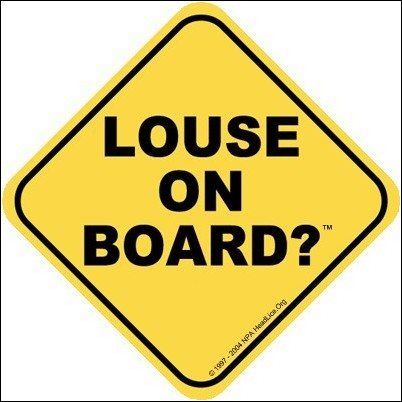 LOUSE
ON
BOARD?™
© 1997 - 2004 NPA HeadLice.Org